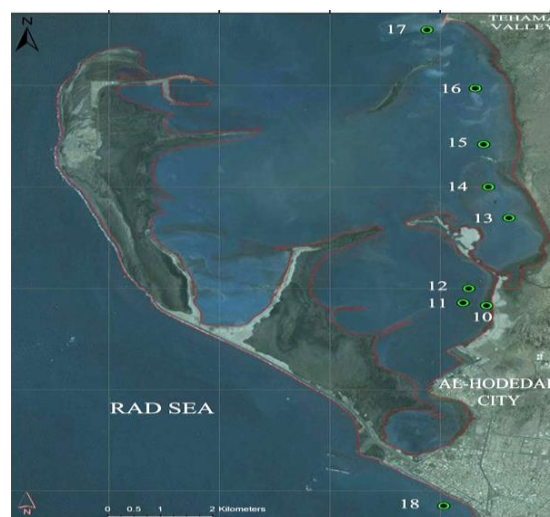 N
TEHAMA
VALLEY
17
16
15
14
13
12
11
10
AL-HODEDAH
CITY
RAD SEA
18
N
0 0.5 1 2 Kilometers